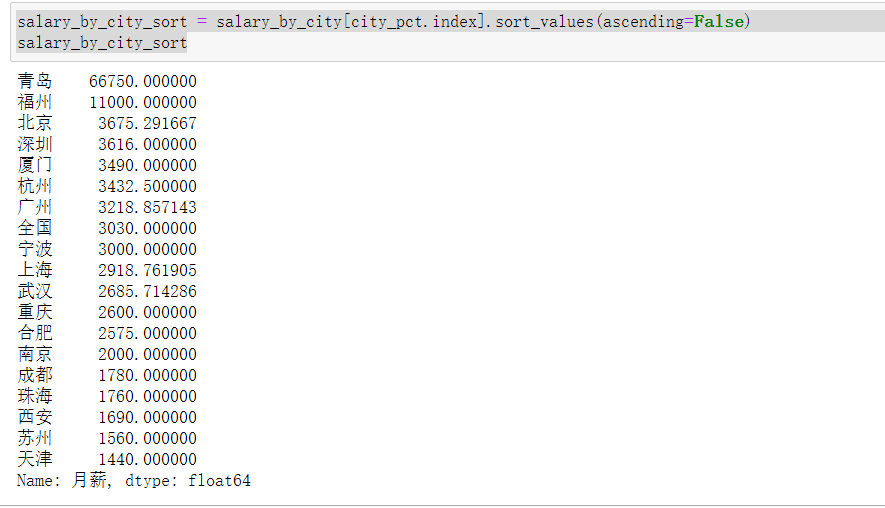 salary_by_city_sort = salary_by_city[city_pct.index].sort_values(ascending=False)
salary_by_city_sort
青岛    66750.000000
福州    11000.000000
北京     3675.291667
深圳     3616.000000
厦门     3490.000000
杭州     3432.500000
广州     3218.857143
全国     3030.000000
宁波     3000.000000
上海     2918.761905
武汉     2685.714286
重庆     2600.000000
合肥     2575.000000
南京     2000.000000
成都     1780.000000
珠海     1760.000000
西安     1690.000000
苏州     1560.000000
天津     1440.000000
Name: 月薪, dtype: float64